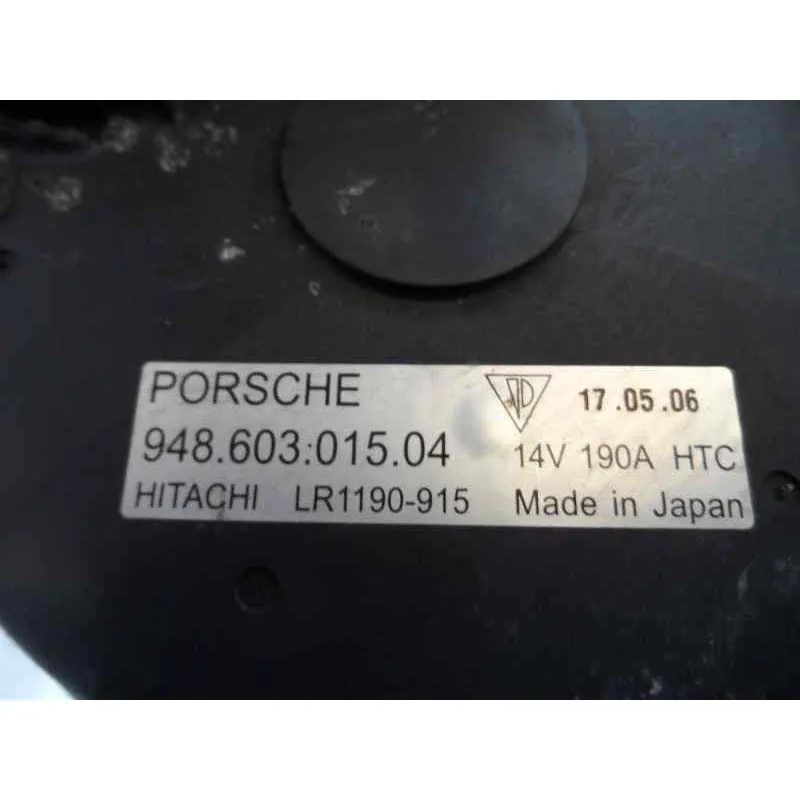 PORSCHE 17.05.06
948.603.015.04 14V 190A HTC
HITACHI LR1190-915 Made in Japan